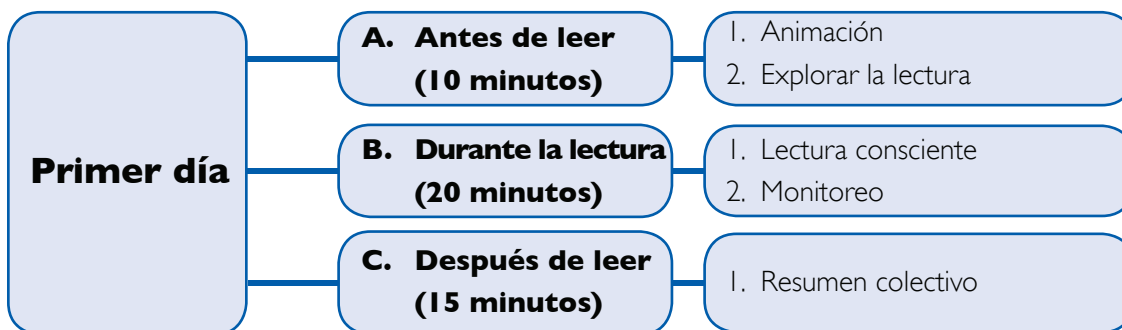 Primer día
A. Antes de leer
(10 minutos)
1. Animación
2. Explorar la lectura
B. Durante la lectura
(20 minutos)
1. Lectura consciente
2. Monitoreo
C. Después de leer
(15 minutos)
1. Resumen colectivo